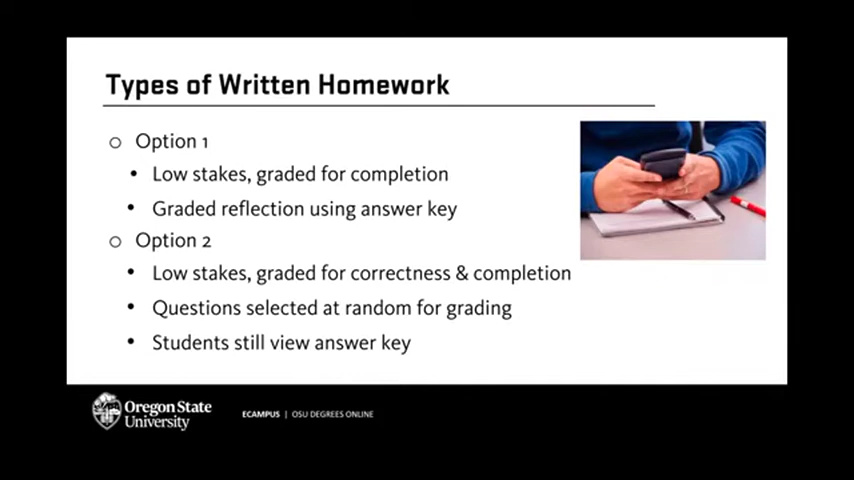 Types of Written Homework
Option 1
Low stakes, graded for completion
Graded reflection using answer key
Option 2
Low stakes, graded for correctness & completion
Questions selected at random for grading
Students still view answer key
Oregon State
University
ECAMPUS | OSU DEGREES ONLINE